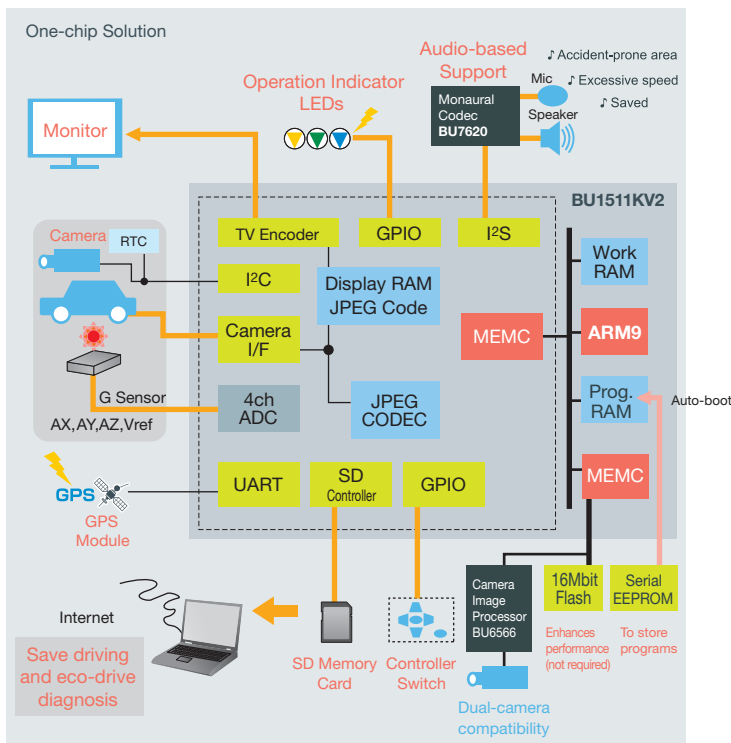 One-chip Solution
Audio-based
Support
♪ Accident-prone area
Mic
♪ Excessive speed
♪ Saved
Speaker
Monaural
Codec
BU7620
Operation Indicator
LEDs
Monitor
BU1511KV2
TV Encoder
GPIO
I²S
Work
RAM
Camera
RTC
I²C
Display RAM
JPEG Code
Camera
I/F
MEMC
ARM9
G Sensor
AX,AY,AZ,Vref
4ch
ADC
JPEG
CODEC
Prog.
RAM
Auto-boot
GPS
GPS
Module
UART
SD
Controller
GPIO
MEMC
Camera
Image
Processor
BU6566
16Mbit
Flash
Serial
EEPROM
Internet
Save driving
and eco-drive
diagnosis
SD Memory
Card
Controller
Switch
Enhances
performance
(not required)
To store
programs
Dual-camera
compatibility